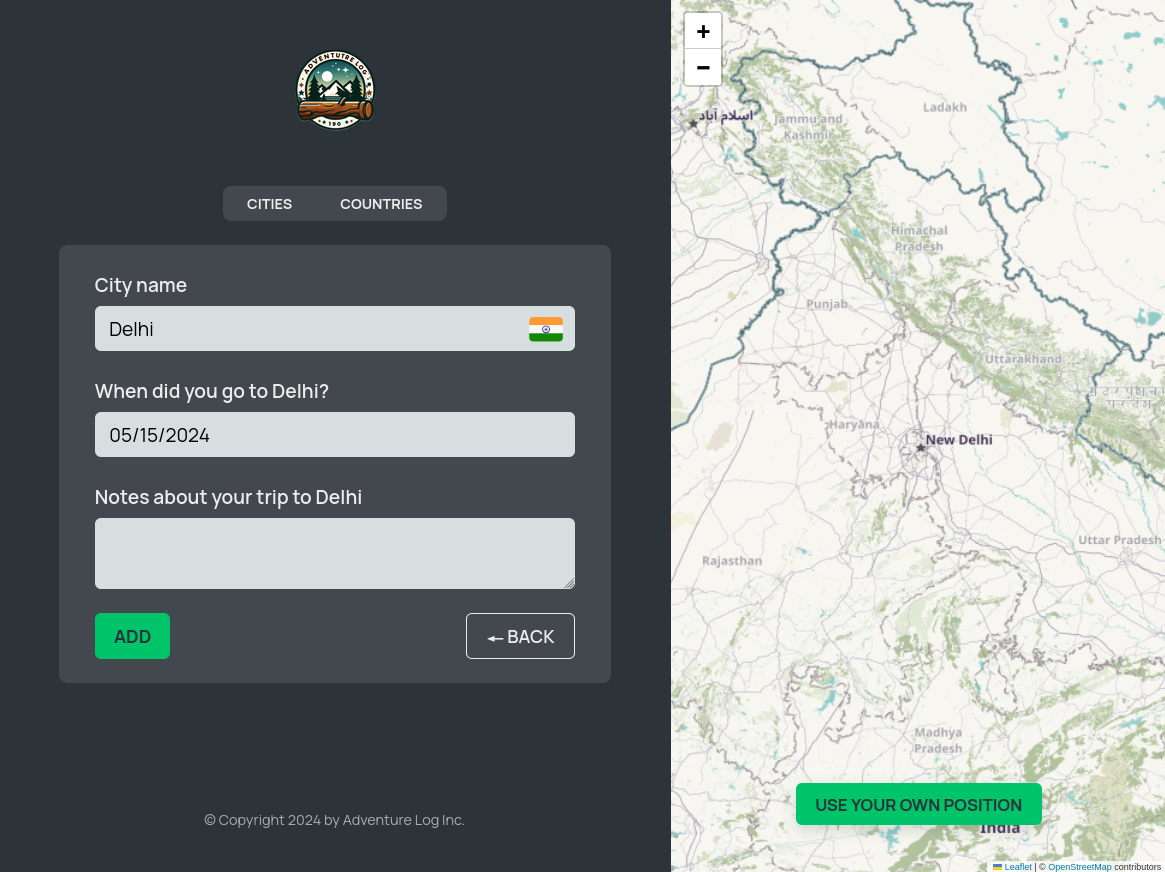 ADVENTUTRE LOG
190
CITIES
COUNTRIES
City name
Delhi
When did you go to Delhi?
05/15/2024
Notes about your trip to Delhi
ADD
← BACK
© Copyright 2024 by Adventure Log Inc.
+
−
Ladakh
اسلام آباد
Jammu and
Kashmir
Himachal
Pradesh
Punjab
Uttarakhand
Haryana
New Delhi
Uttar Pradesh
Rajasthan
Madhya
Pradesh
USE YOUR OWN POSITION
India
Leaflet | © OpenStreetMap contributors